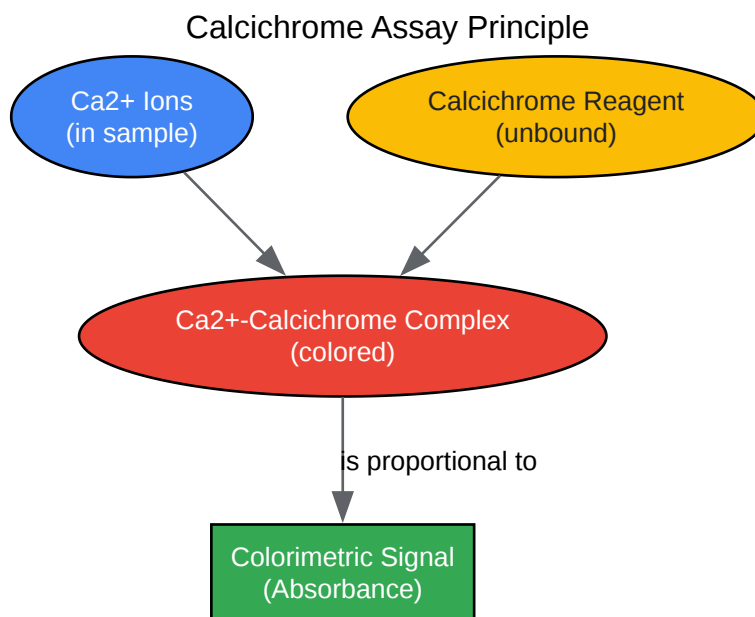 Calcichrome Assay Principle
Ca2+ Ions
(in sample)
Calcichrome Reagent
(unbound)
Ca2+-Calcichrome Complex
(colored)
is proportional to
Colorimetric Signal
(Absorbance)